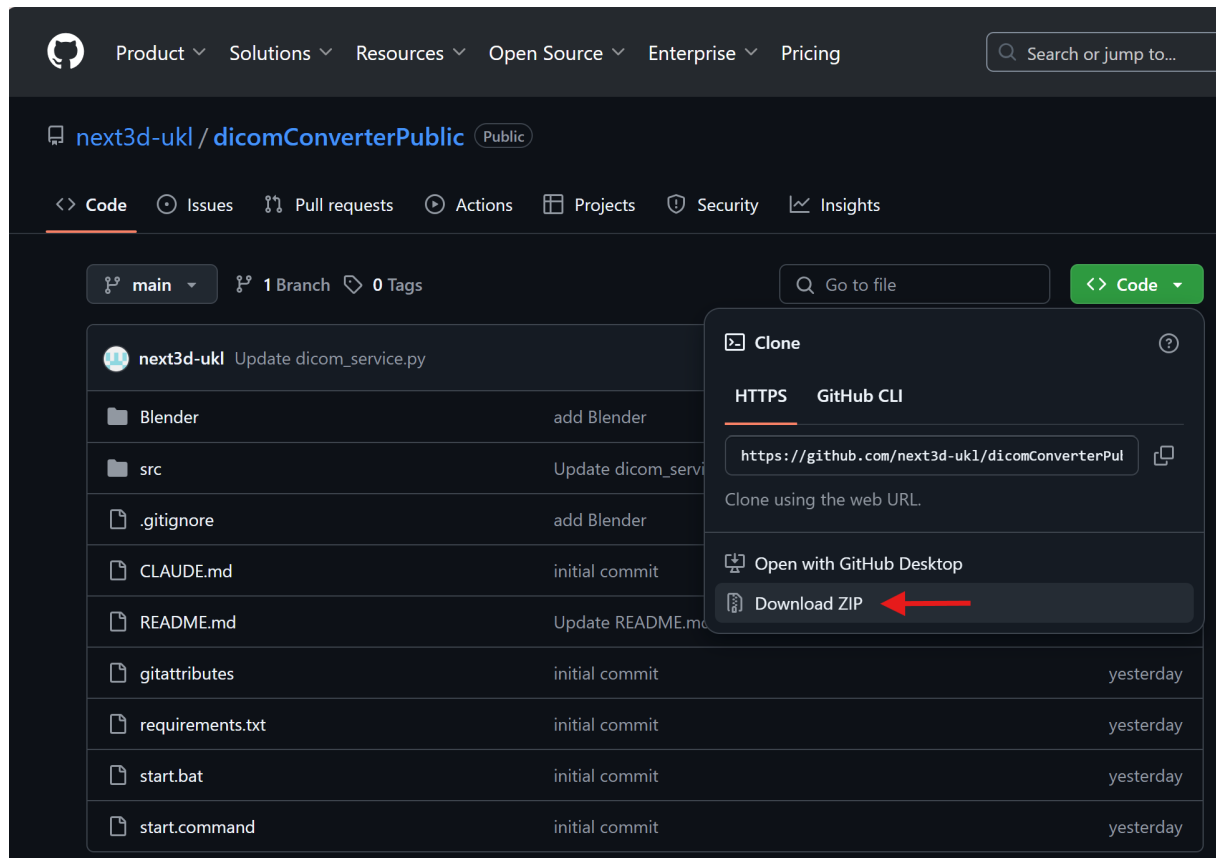 Product Solutions Resources Open Source Enterprise Pricing Search or jump to...
next3d-ukl / dicomConverterPublic Public
Code Issues Pull requests Actions Projects Security Insights
main 1 Branch 0 Tags Go to file Code
Clone
next3d-ukl Update dicom_service.py
HTTPS GitHub CLI
Blender add Blender
https://github.com/next3d-ukl/dicomConverterPub
src Update dicom_servi
Clone using the web URL.
.gitignore add Blender
Open with GitHub Desktop
CLAUDE.md initial commit
Download ZIP
README.md Update README.md
gitattributes initial commit yesterday
requirements.txt initial commit yesterday
start.bat initial commit yesterday
start.command initial commit yesterday